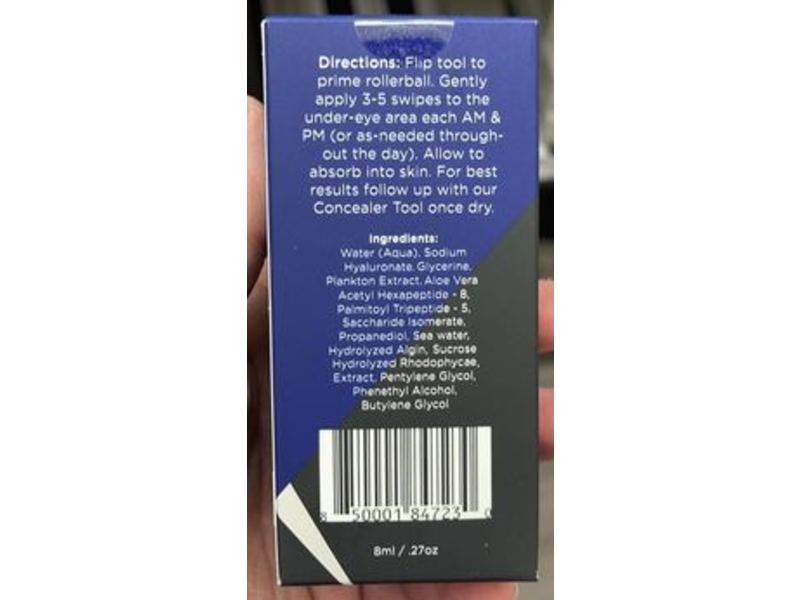 Directions: Flip tool to
prime rollerball. Gently
apply 3-5 swipes to the
under-eye area each AM &
PM (or as-needed through-
out the day). Allow to
absorb into skin. For best
results follow up with our
Concealer Tool once dry.
Ingredients:
Water (Aqua), Sodium
Hyaluronate, Glycerine,
Plankton Extract, Aloe Vera
Acetyl Hexapeptide - 8,
Palmitoyl Tripeptide - 5,
Saccharide Isomerate,
Propanediol, Sea water,
Hydrolyzed Algin, Sucrose
Hydrolyzed Rhodophycae,
Extract, Pentylene Glycol,
Phenethyl Alcohol,
Butylene Glycol
8 50001 84723 0
8ml / .27oz